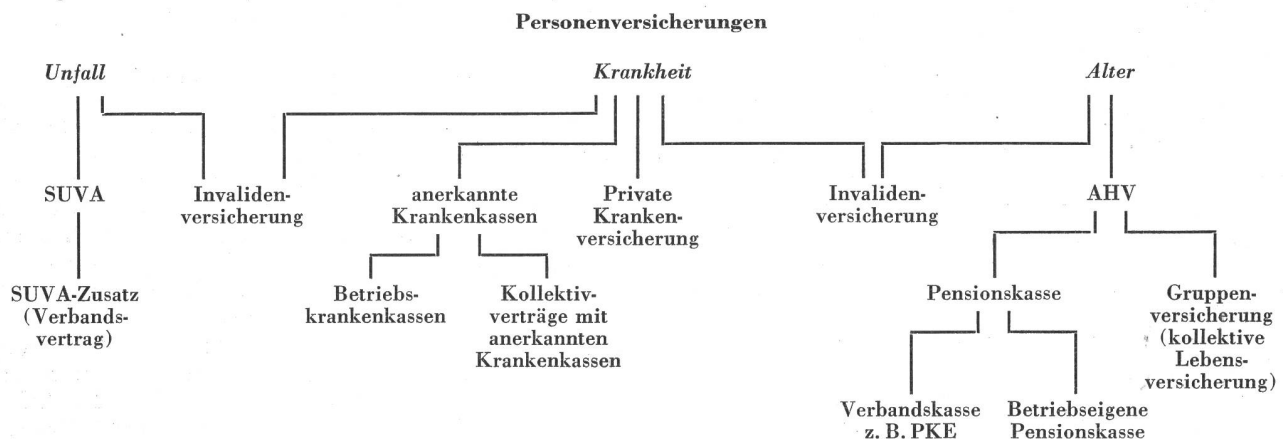 Personenversicherungen
Unfall
Krankheit
Alter
SUVA
Invaliden-
versicherung
anerkannte
Krankenkassen
Private
Kranken-
versicherung
Invaliden-
versicherung
AHV
SUVA-Zusatz
(Verbands-
vertrag)
Betriebs-
krankenkassen
Kollektiv-
verträge mit
anerkannten
Krankenkassen
Pensionskasse
Gruppen-
versicherung
(kollektive
Lebens-
versicherung)
Verbandskasse
z. B. PKE
Betriebseigene
Pensionskasse